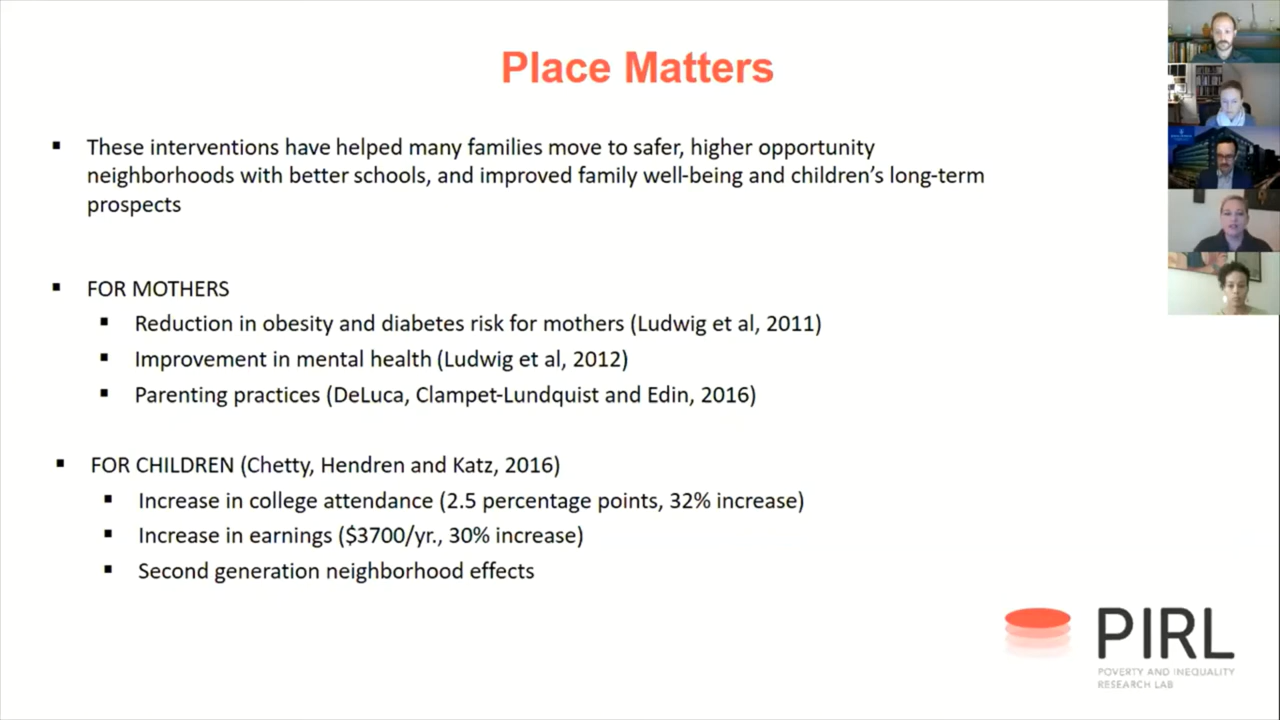 Place Matters
▪ These interventions have helped many families move to safer, higher opportunity
neighborhoods with better schools, and improved family well-being and children’s long-term
prospects
▪ FOR MOTHERS
▪ Reduction in obesity and diabetes risk for mothers (Ludwig et al, 2011)
▪ Improvement in mental health (Ludwig et al, 2012)
▪ Parenting practices (DeLuca, Clampet-Lundquist and Edin, 2016)
▪ FOR CHILDREN (Chetty, Hendren and Katz, 2016)
▪ Increase in college attendance (2.5 percentage points, 32% increase)
▪ Increase in earnings ($3700/yr., 30% increase)
▪ Second generation neighborhood effects
PIRL
POVERTY AND INEQUALITY
RESEARCH LAB